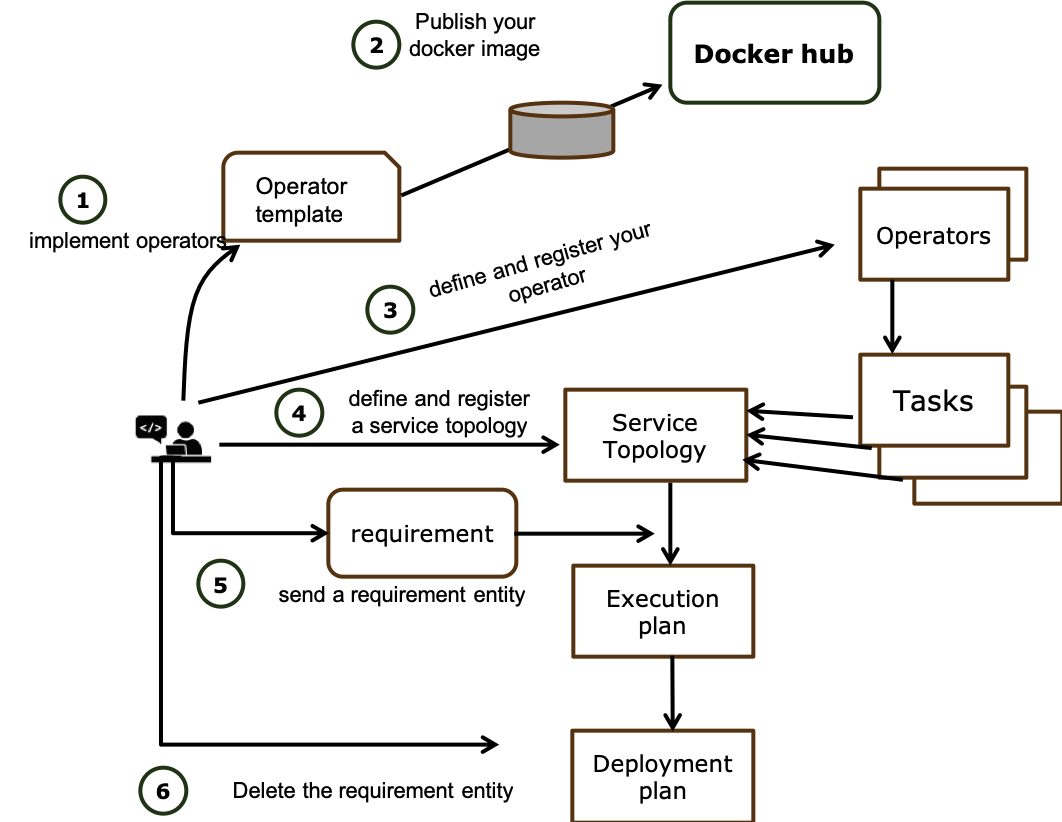 Publish your
docker image
2
Docker hub
1
implement operators
Operator
template
Operators
define and register your
operator
3
4
define and register
a service topology
Service
Topology
Tasks
</>
requirement
5
send a requirement entity
Execution
plan
6
Delete the requirement entity
Deployment
plan